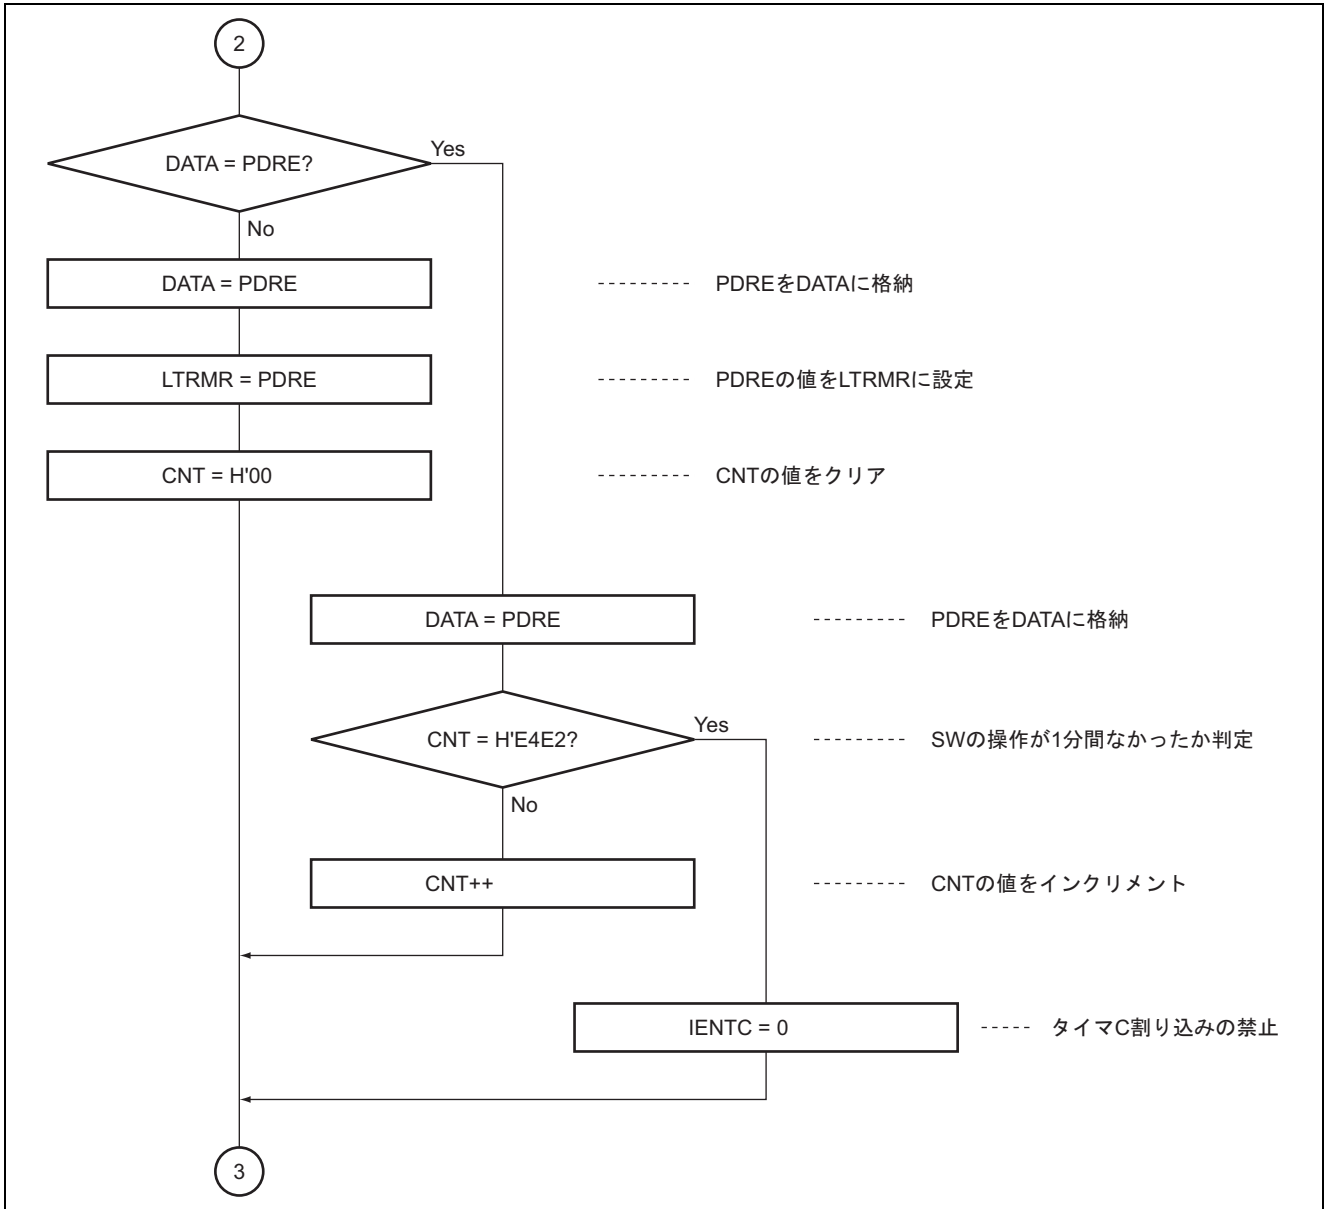 2
DATA = PDRE?
Yes
No
DATA = PDRE
PDREをDATAに格納
LTRMR = PDRE
PDREの値をLTRMRに設定
CNT = H'00
CNTの値をクリア
DATA = PDRE
PDREをDATAに格納
CNT = H'E4E2?
Yes
SWの操作が1分間なかったか判定
No
CNT++
CNTの値をインクリメント
IENTC = 0
タイマC割り込みの禁止
3